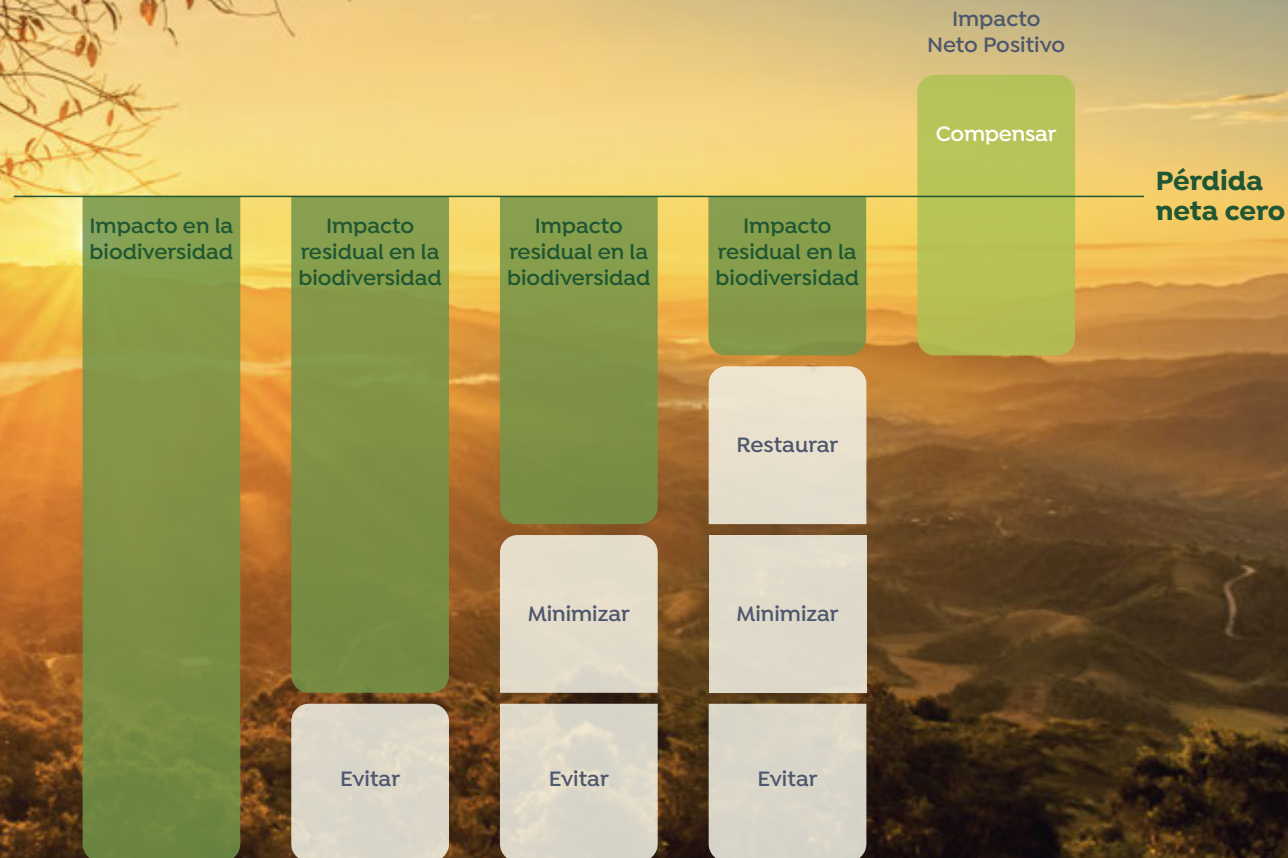 Impacto
Neto Positivo
Compensar
Pérdida
neta cero
Impacto en la
biodiversidad
Impacto
residual en la
biodiversidad
Impacto
residual en la
biodiversidad
Impacto
residual en la
biodiversidad
Restaurar
Minimizar
Minimizar
Evitar
Evitar
Evitar